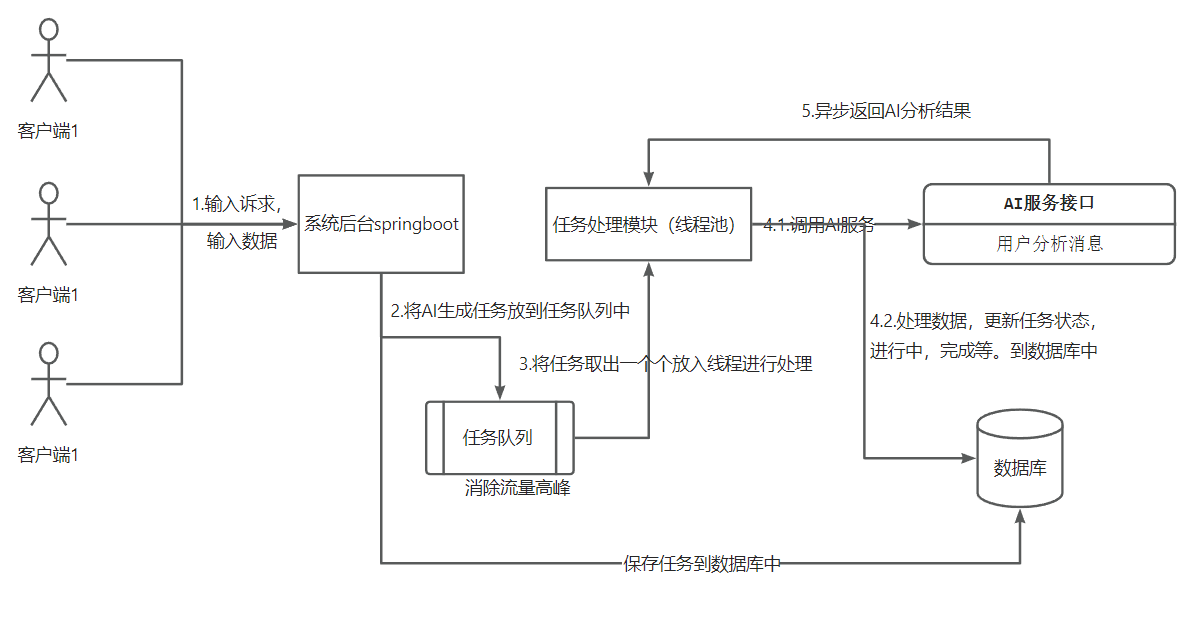 客户端1
客户端1
客户端1
1.输入诉求，
输入数据
系统后台springboot
2.将AI生成任务放到任务队列中
任务队列
消除流量高峰
3.将任务取出一个个放入线程进行处理
任务处理模块（线程池）
4.1.调用AI服务
5.异步返回AI分析结果
AI服务接口
用户分析消息
4.2.处理数据，更新任务状态，
进行中，完成等。到数据库中
数据库
保存任务到数据库中